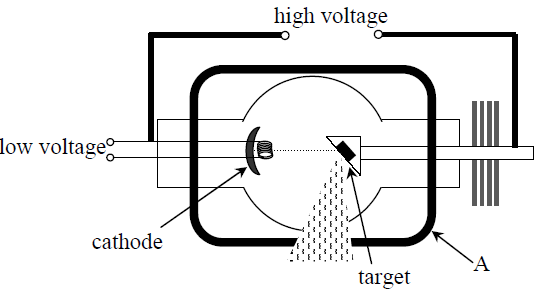 high voltage
low voltage
cathode
target
A